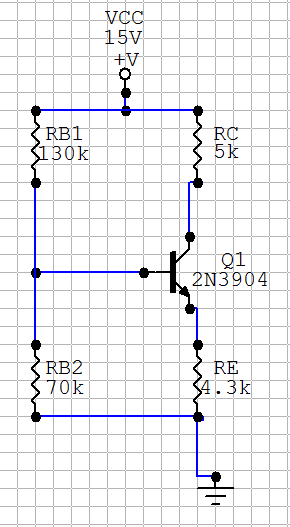 VCC
15V
+V
RB1
130k
RC
5k
Q1
2N3904
RB2
70k
RE
4.3k